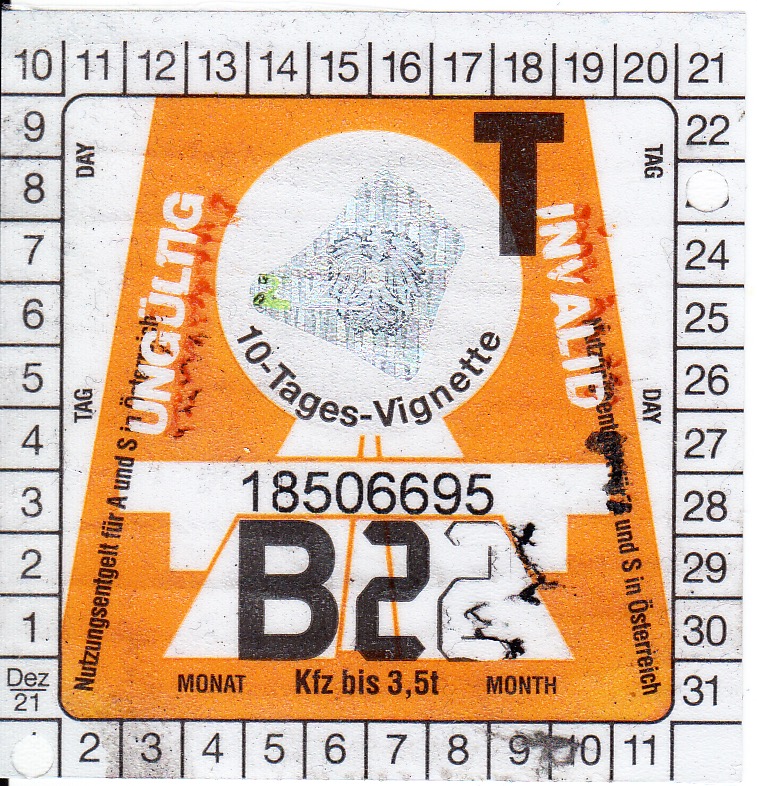 10 11 12 13 14 15 16 17 18 19 20 21
9
8
7
6
5
4
3
2
1
Dez
21
22
24
25
26
27
28
29
30
31
2 3 4 5 6 7 8 9 10 11
DAY
TAG
TAG
DAY
T
UNGÜLTIG
INVALID
10-Tages-Vignette
18506695
B22
MONAT Kfz bis 3,5t MONTH
Nutzungsentgelt für A und S in Österreich
und S in Österreich